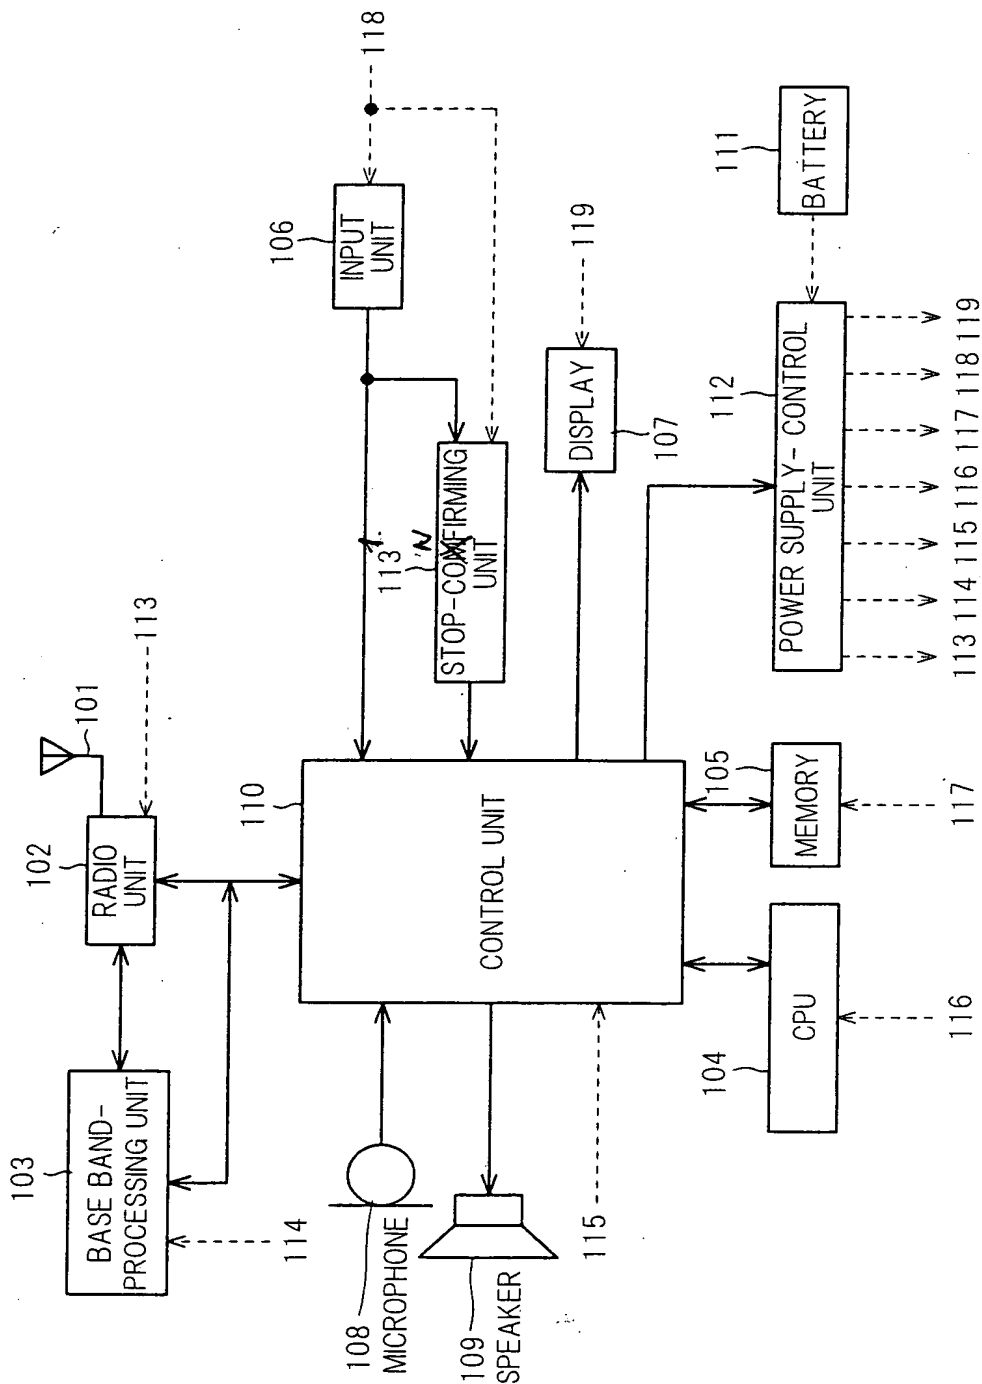 103
BASE BAND-
PROCESSING UNIT
102
RADIO
UNIT
101
113
114
110
CONTROL UNIT
106
INPUT
UNIT
118
108
MICROPHONE
109
SPEAKER
113'
N
STOP-CONFIRMING
UNIT
115
DISPLAY
119
107
104
CPU
116
105
MEMORY
117
112
POWER SUPPLY-CONTROL
UNIT
111
BATTERY
113 114 115 116 117 118 119